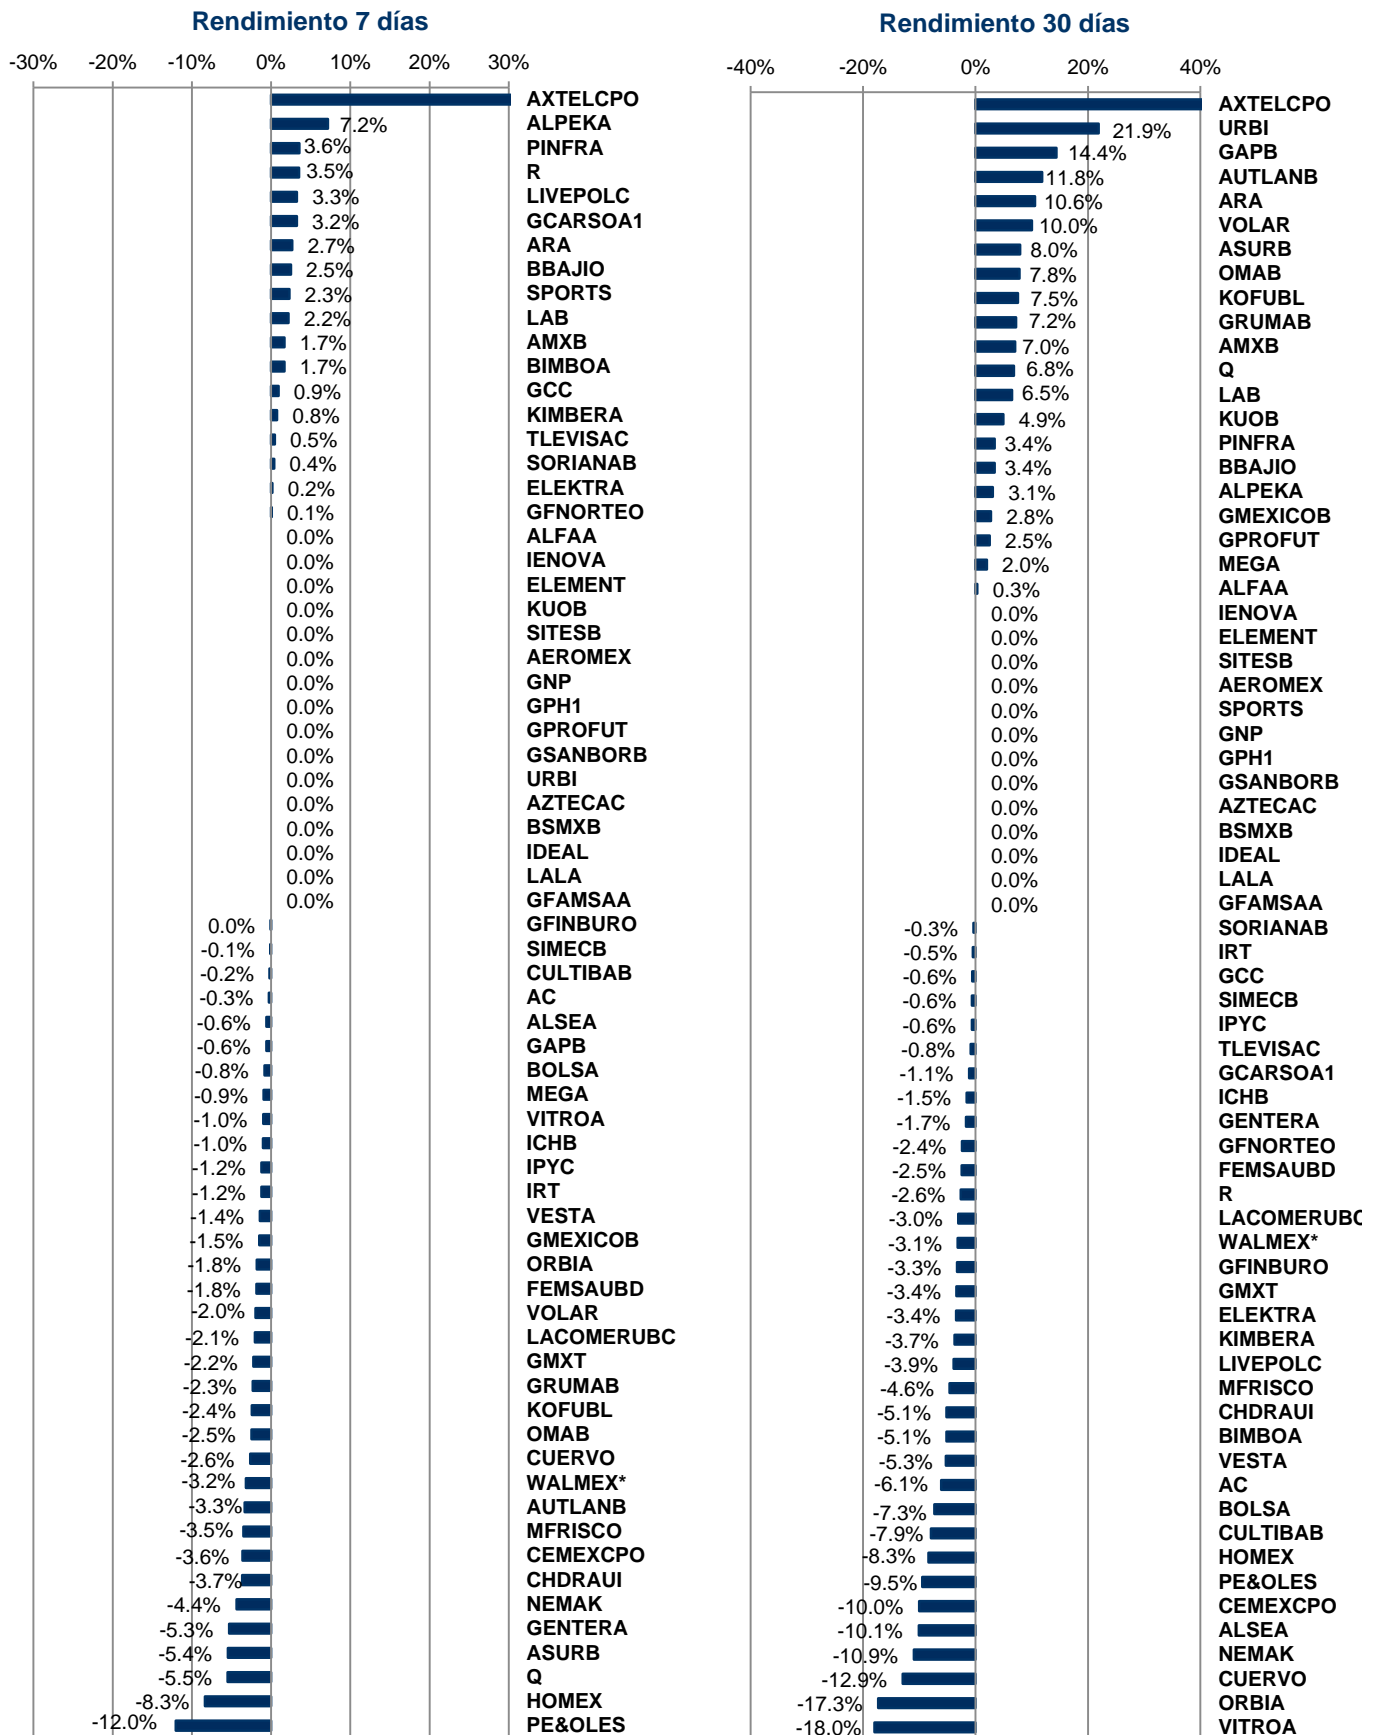 Rendimiento 7 días
-30% -20% -10% 0% 10% 20% 30%
AXTELCPO
7.2% ALPEKA
3.6% PINFRA
3.5% R
3.3% LIVEPOLC
3.2% GCARSOA1
2.7% ARA
2.5% BBAJIO
2.3% SPORTS
2.2% LAB
1.7% AMXB
1.7% BIMBOA
0.9% GCC
0.8% KIMBERA
0.5% TLEVISAC
0.4% SORIANAB
0.2% ELEKTRA
0.1% GFNORTEO
0.0% ALFAA
0.0% IENOVA
0.0% ELEMENT
0.0% KUOB
0.0% SITESB
0.0% AEROMEX
0.0% GNP
0.0% GPH1
0.0% GPROFUT
0.0% GSANBORB
0.0% URBI
0.0% AZTECAC
0.0% BSMXB
0.0% IDEAL
0.0% LALA
0.0% GFAMSAA
0.0% GFINBURO
-0.1% SIMECB
-0.2% CULTIBAB
-0.3% AC
-0.6% ALSEA
-0.6% GAPB
-0.8% BOLSA
-0.9% MEGA
-1.0% VITROA
-1.0% ICHB
-1.2% IPYC
-1.2% IRT
-1.4% VESTA
-1.5% GMEXICOB
-1.8% ORBIA
-1.8% FEMSAUBD
-2.0% VOLAR
-2.1% LACOMERUBC
-2.2% GMXT
-2.3% GRUMAB
-2.4% KOFUBL
-2.5% OMAB
-2.6% CUERVO
-3.2% WALMEX*
-3.3% AUTLANB
-3.5% MFRISCO
-3.6% CEMEXCPO
-3.7% CHDRAUI
-4.4% NEMAK
-5.3% GENTERA
-5.4% ASURB
-5.5% Q
-8.3% HOMEX
-12.0% PE&OLES
Rendimiento 30 días
-40% -20% 0% 20% 40%
AXTELCPO
21.9% URBI
14.4% GAPB
11.8% AUTLANB
10.6% ARA
10.0% VOLAR
8.0% ASURB
7.8% OMAB
7.5% KOFUBL
7.2% GRUMAB
7.0% AMXB
6.8% Q
6.5% LAB
4.9% KUOB
3.4% PINFRA
3.4% BBAJIO
3.1% ALPEKA
2.8% GMEXICOB
2.5% GPROFUT
2.0% MEGA
0.3% ALFAA
0.0% IENOVA
0.0% ELEMENT
0.0% SITESB
0.0% AEROMEX
0.0% SPORTS
0.0% GNP
0.0% GPH1
0.0% GSANBORB
0.0% AZTECAC
0.0% BSMXB
0.0% IDEAL
0.0% LALA
0.0% GFAMSAA
-0.3% SORIANAB
-0.5% IRT
-0.6% GCC
-0.6% SIMECB
-0.6% IPYC
-0.8% TLEVISAC
-1.1% GCARSOA1
-1.5% ICHB
-1.7% GENTERA
-2.4% GFNORTEO
-2.5% FEMSAUBD
-2.6% R
-3.0% LACOMERUBC
-3.1% WALMEX*
-3.3% GFINBURO
-3.4% GMXT
-3.4% ELEKTRA
-3.7% KIMBERA
-3.9% LIVEPOLC
-4.6% MFRISCO
-5.1% CHDRAUI
-5.1% BIMBOA
-5.3% VESTA
-6.1% AC
-7.3% BOLSA
-7.9% CULTIBAB
-8.3% HOMEX
-9.5% PE&OLES
-10.0% CEMEXCPO
-10.1% ALSEA
-10.9% NEMAK
-12.9% CUERVO
-17.3% ORBIA
-18.0% VITROA